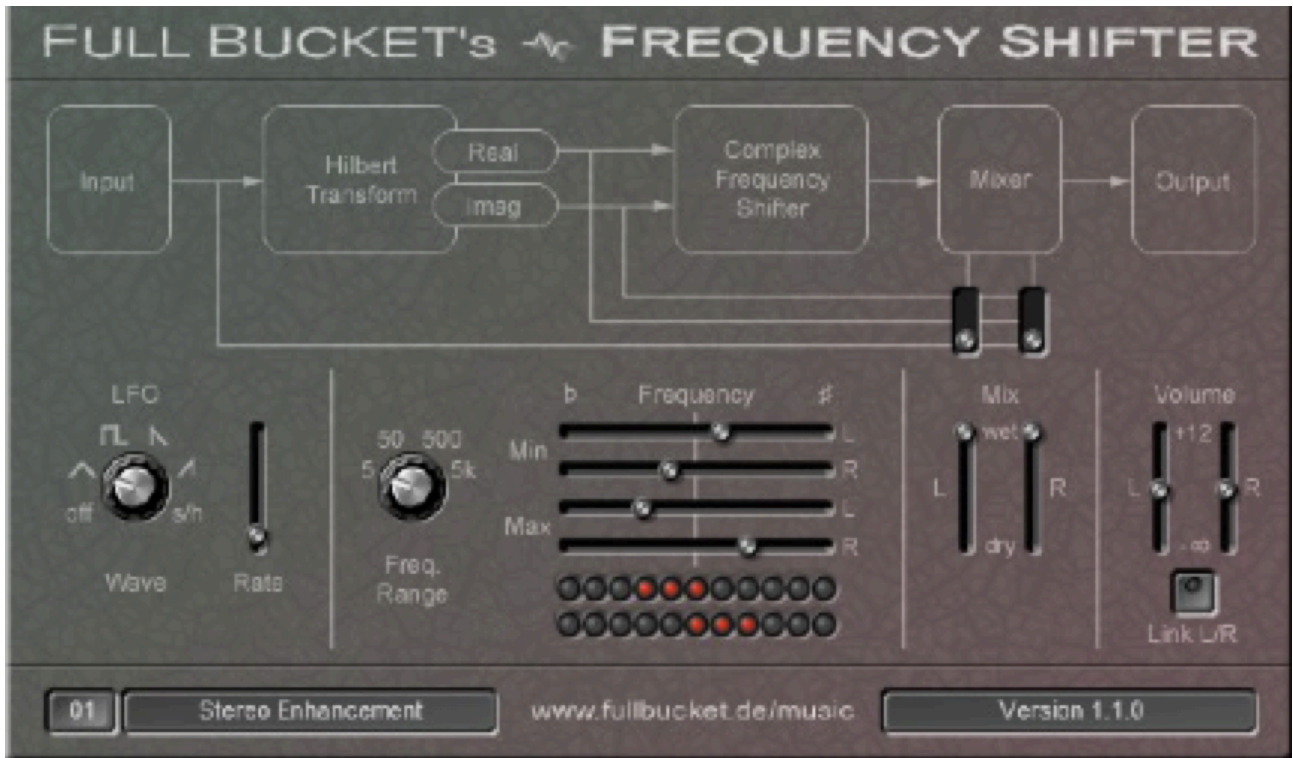 FULL BUCKET's FREQUENCY SHIFTER
Input
Hilbert
Transform
Real
Imag
Complex
Frequency
Shifter
Mixer
Output
LFO
off
s/h
Wave
Rate
5 50 500 5k
Freq.
Range
♭ Frequency ♯
Min
L
R
Max
L
R
Mix
wet
L R
dry
Volume
+12
L R
-∞
Link L/R
01 Stereo Enhancement www.fullbucket.de/music Version 1.1.0